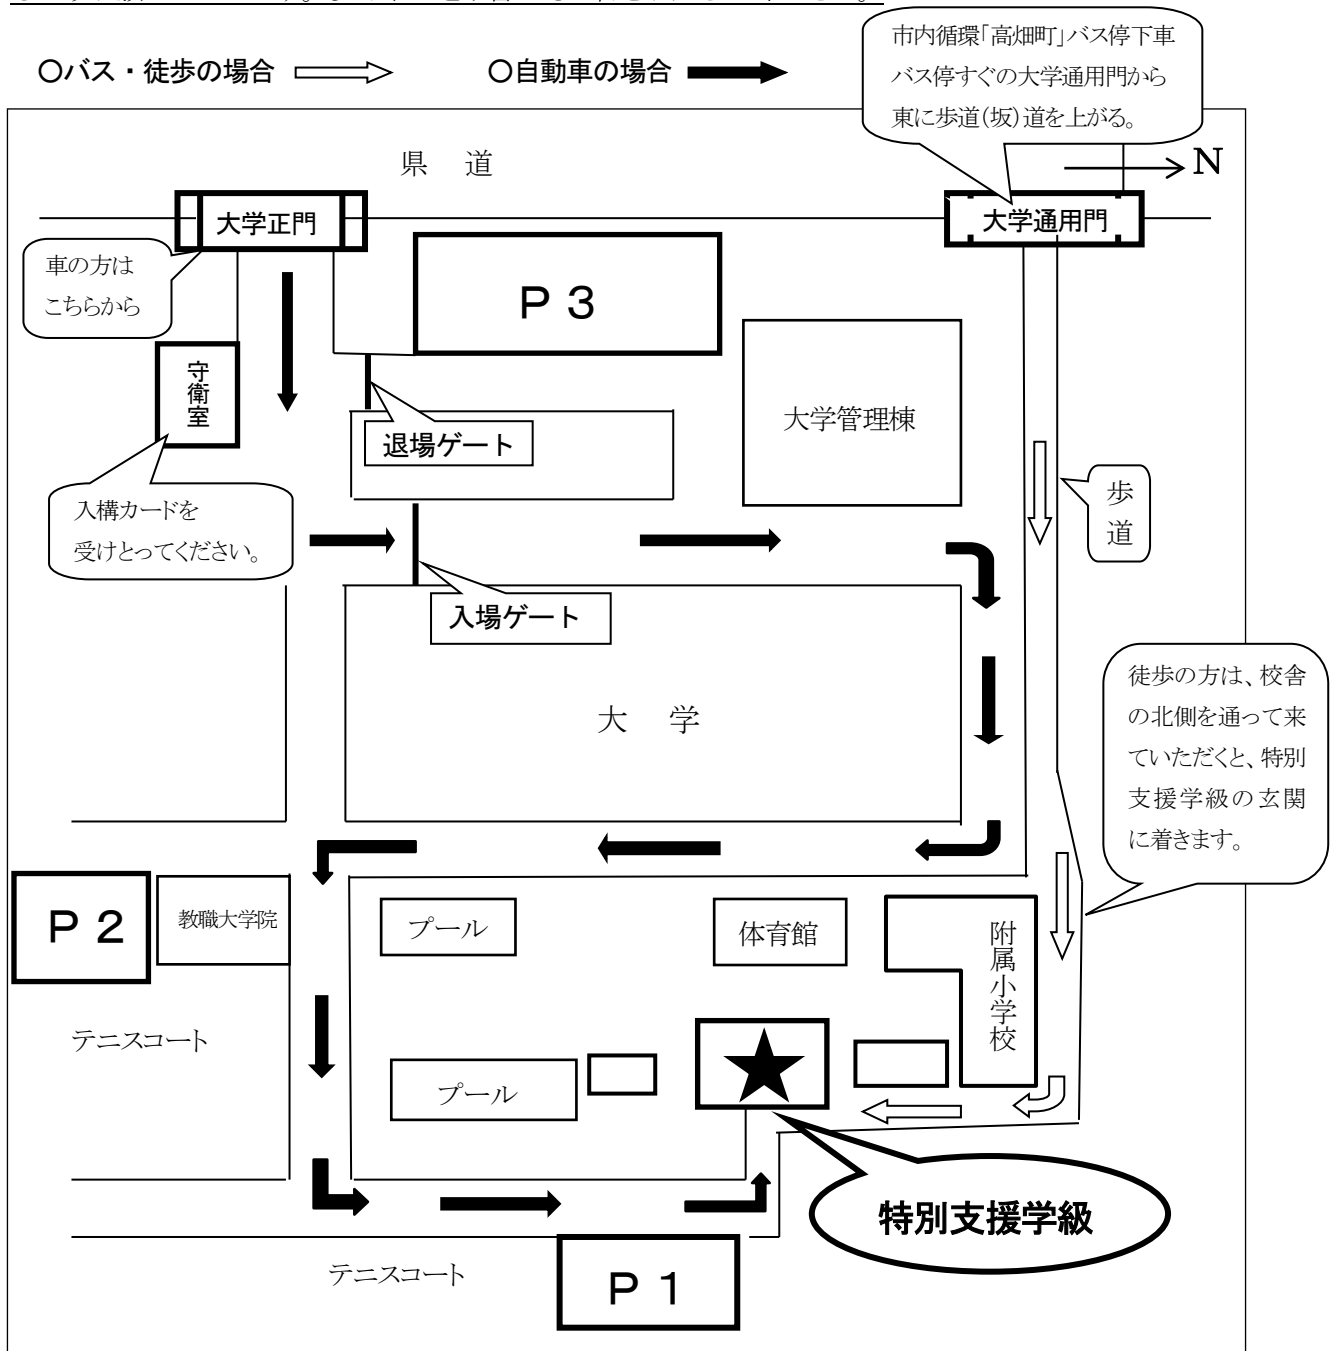 ○バス・徒歩の場合
○自動車の場合
市内循環「高畑町」バス停下車
バス停すぐの大学通用門から
東に歩道(坂)道を上がる。
県 道
N
大学正門
大学通用門
車の方は
こちらから
P 3
守衛室
退場ゲート
大学管理棟
入構カードを
受けとってください。
歩
道
入場ゲート
大 学
徒歩の方は、校舎
の北側を通って来
ていただくと、特別
支援学級の玄関
に着きます。
P 2
教職大学院
プール
体育館
附属小学校
テニスコート
プール
特別支援学級
テニスコート
P 1